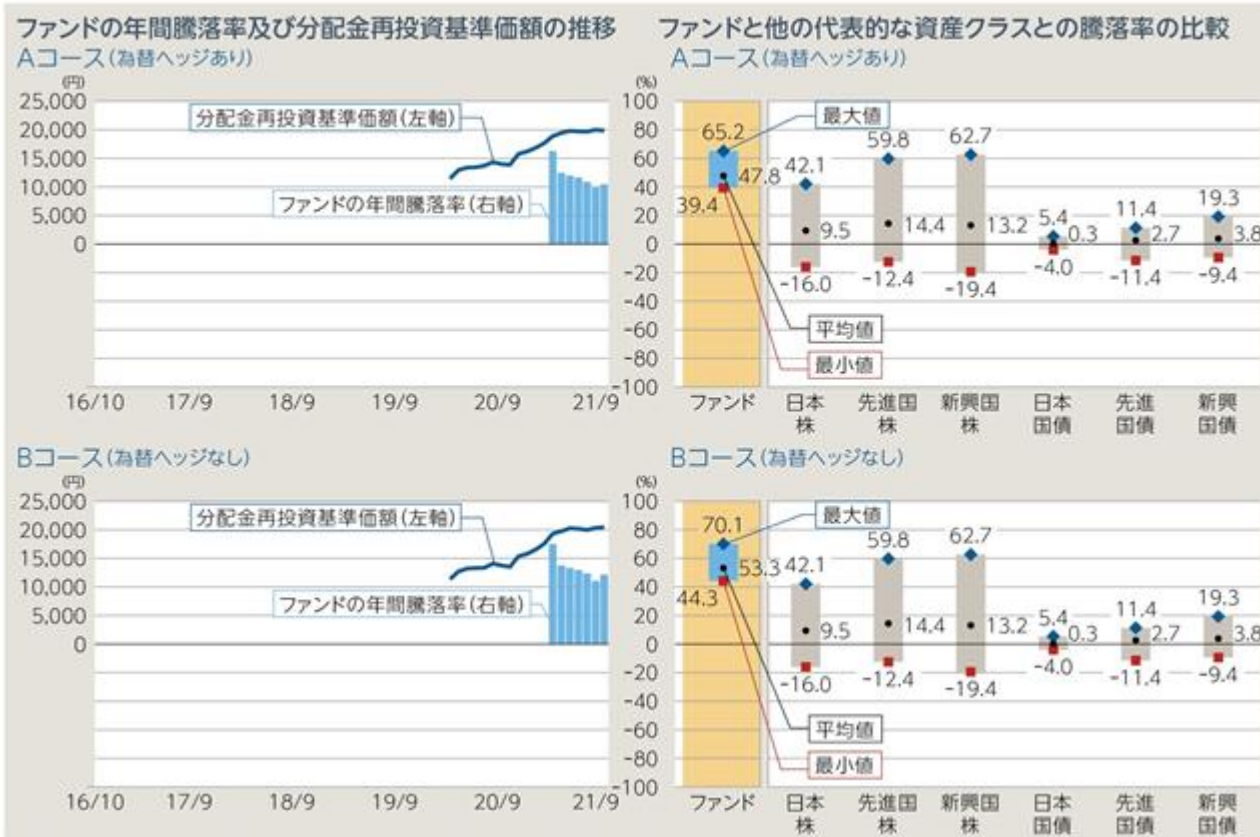 ファンドの年間騰落率及び分配金再投資基準価額の推移
Aコース(為替ヘッジあり)
(円)
25,000
20,000
15,000
10,000
5,000
0
分配金再投資基準価額(左軸)
ファンドの年間騰落率(右軸)
16/10 17/9 18/9 19/9 20/9 21/9
ファンドと他の代表的な資産クラスとの騰落率の比較
Aコース(為替ヘッジあり)
(%)
100
80
60
40
20
0
-20
-40
-60
-80
-100
最大値
65.2 47.8 39.4
42.1 9.5 -16.0
59.8 14.4 -12.4
62.7 13.2 -19.4
5.4 0.3 -4.0
11.4 2.7 -11.4
19.3 3.8 -9.4
平均値
最小値
ファンド 日本 先進国 新興国 日本 先進 新興
株 株 株 国債 国債 国債
Bコース(為替ヘッジなし)
(円)
25,000
20,000
15,000
10,000
5,000
0
分配金再投資基準価額(左軸)
ファンドの年間騰落率(右軸)
16/10 17/9 18/9 19/9 20/9 21/9
Bコース(為替ヘッジなし)
(%)
100
80
60
40
20
0
-20
-40
-60
-80
-100
最大値
70.1 53.3 44.3
42.1 9.5 -16.0
59.8 14.4 -12.4
62.7 13.2 -19.4
5.4 0.3 -4.0
11.4 2.7 -11.4
19.3 3.8 -9.4
平均値
最小値
ファンド 日本 先進国 新興国 日本 先進 新興
株 株 株 国債 国債 国債